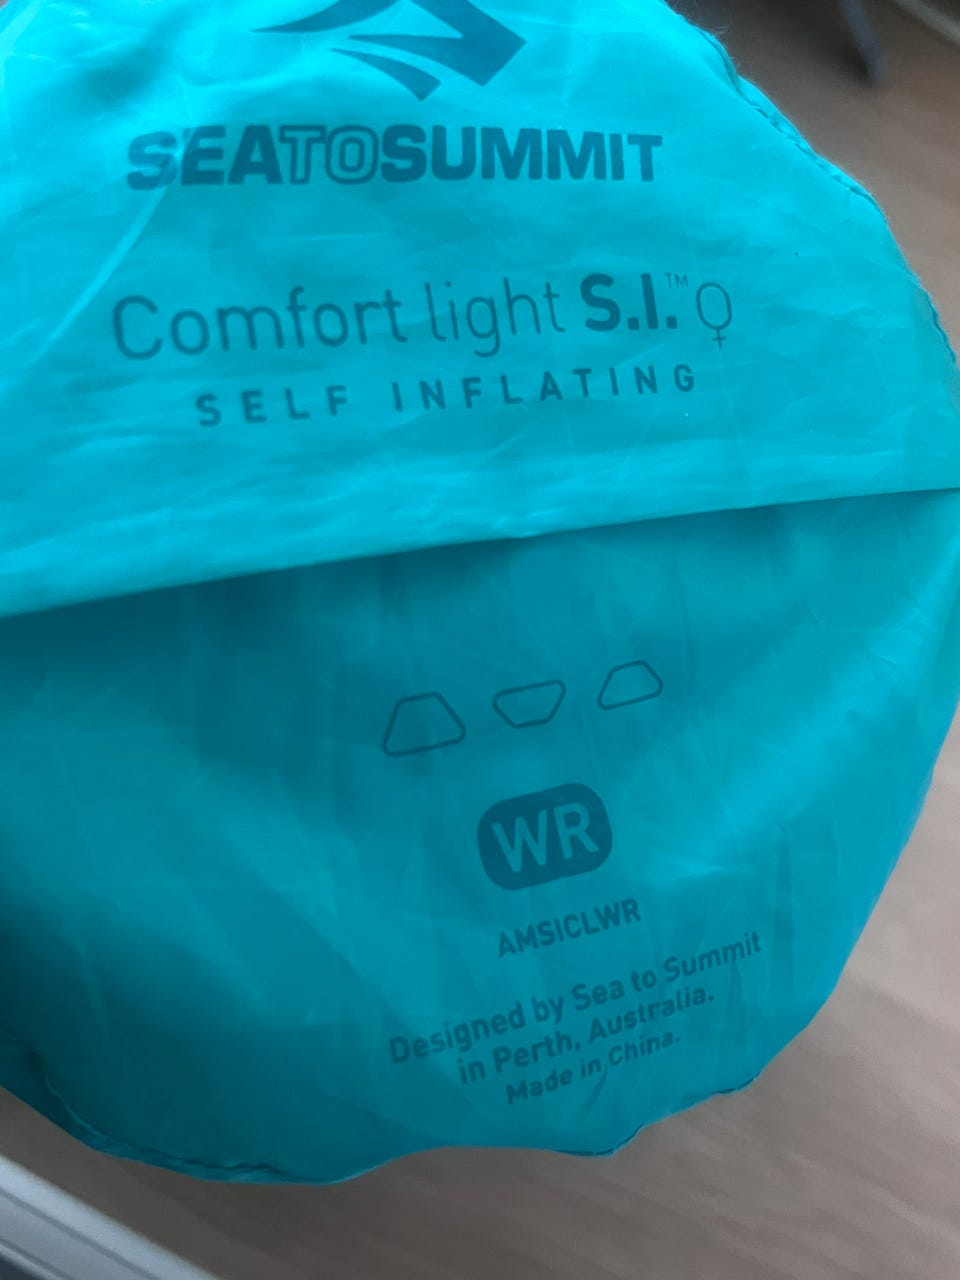 SEATOSUMMIT
Comfort light S.I.™ ♀
SELF INFLATING
WR
AMSICLWR
Designed by Sea to Summit
in Perth, Australia.
Made in China.